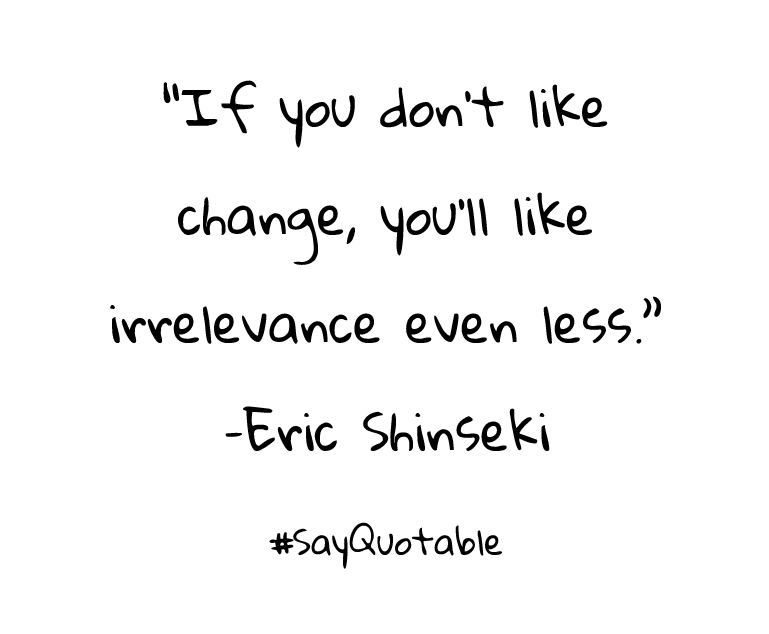 "If you don't like
change, you'll like
irrelevance even less."
-Eric Shinseki
#SayQuotable